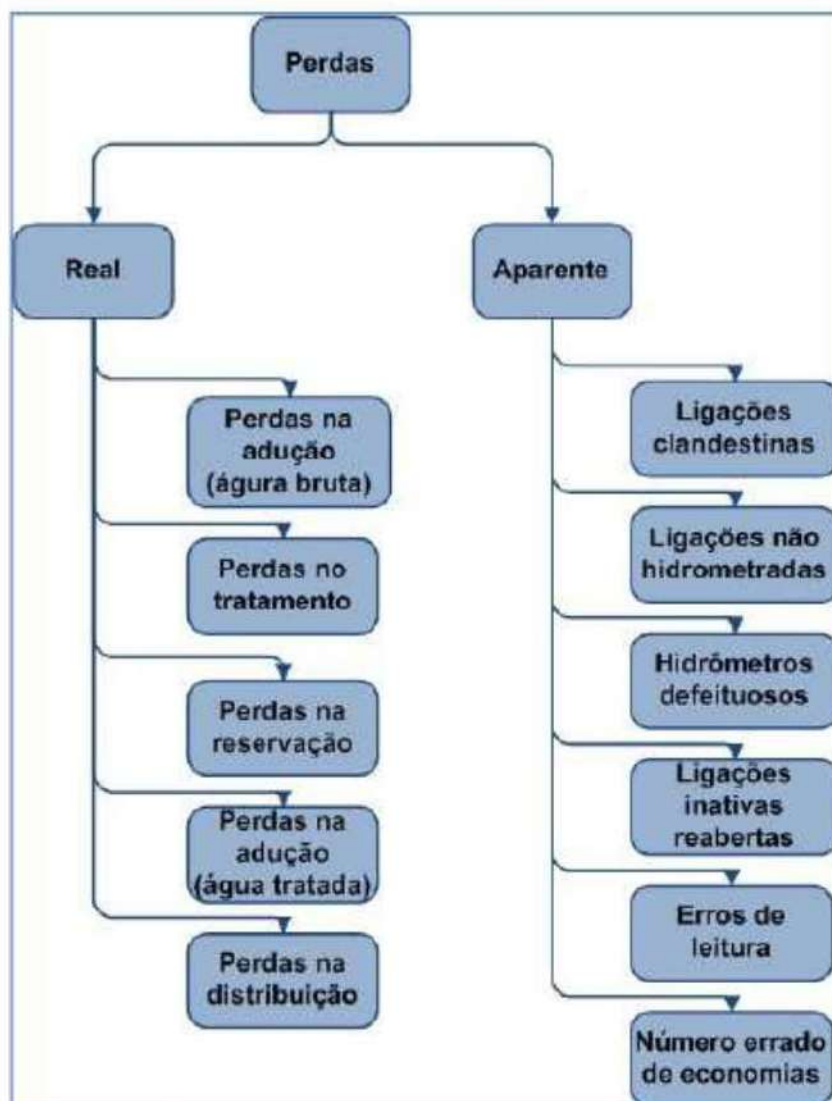 Perdas
Real
Perdas na
adução
(águra bruta)
Perdas no
tratamento
Perdas na
reservação
Perdas na
adução
(água tratada)
Perdas na
distribuição
Aparente
Ligações
clandestinas
Ligações não
hidrometradas
Hidrômetros
defeituosos
Ligações
inativas
reabertas
Erros de
leitura
Número errado
de economias